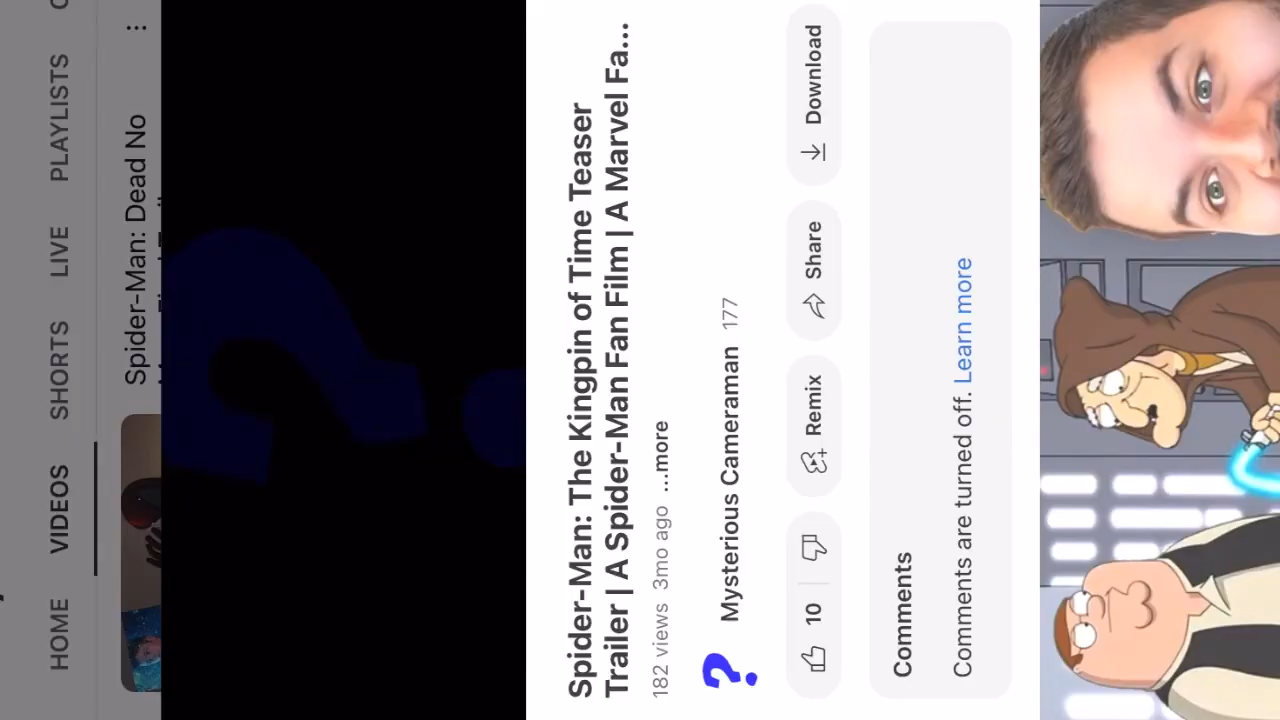 HOME
VIDEOS
SHORTS
LIVE
PLAYLISTS
Spider-Man: Dead No
Spider-Man: The Kingpin of Time Teaser
Trailer | A Spider-Man Fan Film | A Marvel Fa...
182 views 3mo ago ...more
? Mysterious Cameraman 177
10
Remix
Share
Download
Comments
Comments are turned off. Learn more